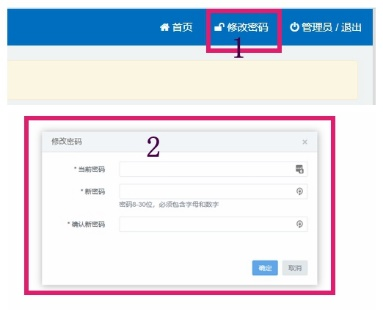 首页 修改密码 管理员 / 退出
1
2
修改密码 ×
* 当前密码
* 新密码
密码8-30位，必须包含字母和数字
* 确认新密码
确定 取消